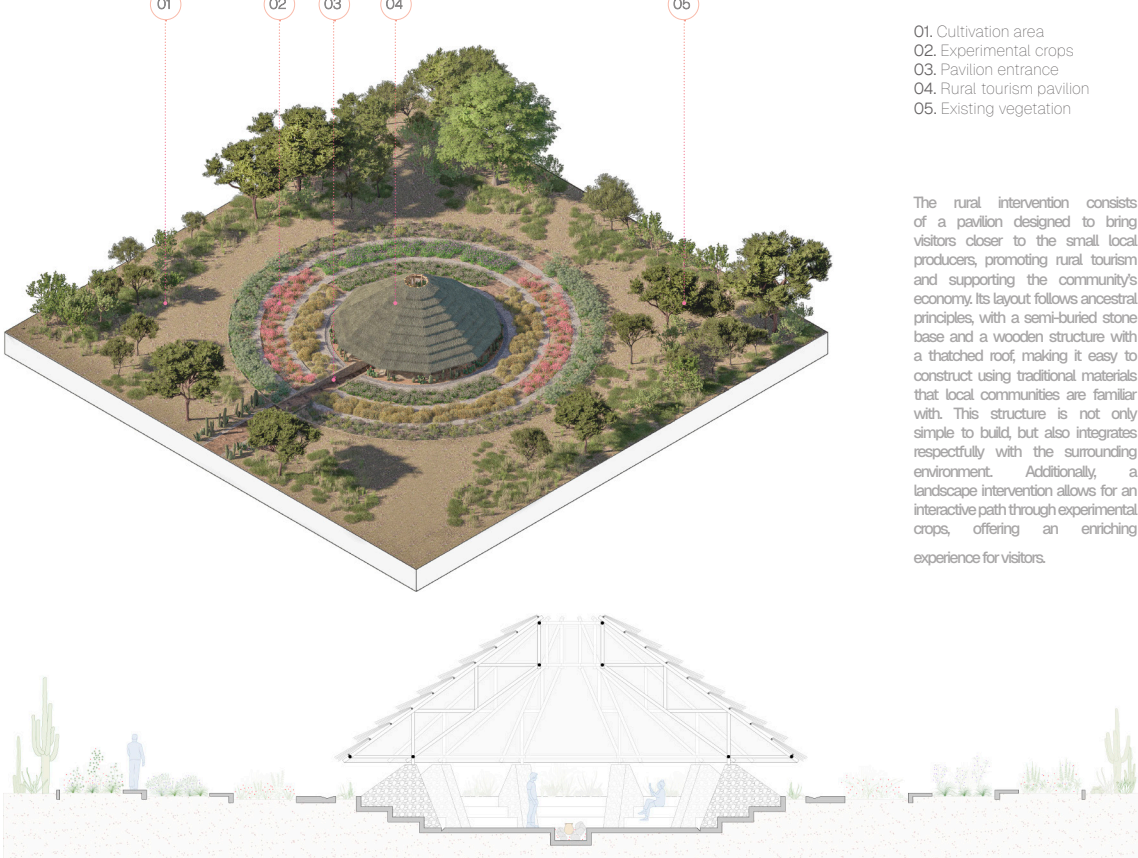 01 02 03 04 05
01. Cultivation area
02. Experimental crops
03. Pavilion entrance
04. Rural tourism pavilion
05. Existing vegetation
The rural intervention consists
of a pavilion designed to bring
visitors closer to the small local
producers, promoting rural tourism
and supporting the community's
economy. Its layout follows ancestral
principles, with a semi-buried stone
base and a wooden structure with
a thatched roof, making it easy to
construct using traditional materials
that local communities are familiar
with. This structure is not only
simple to build, but also integrates
respectfully with the surrounding
environment. Additionally, a
landscape intervention allows for an
interactive path through experimental
crops, offering an enriching
experience for visitors.